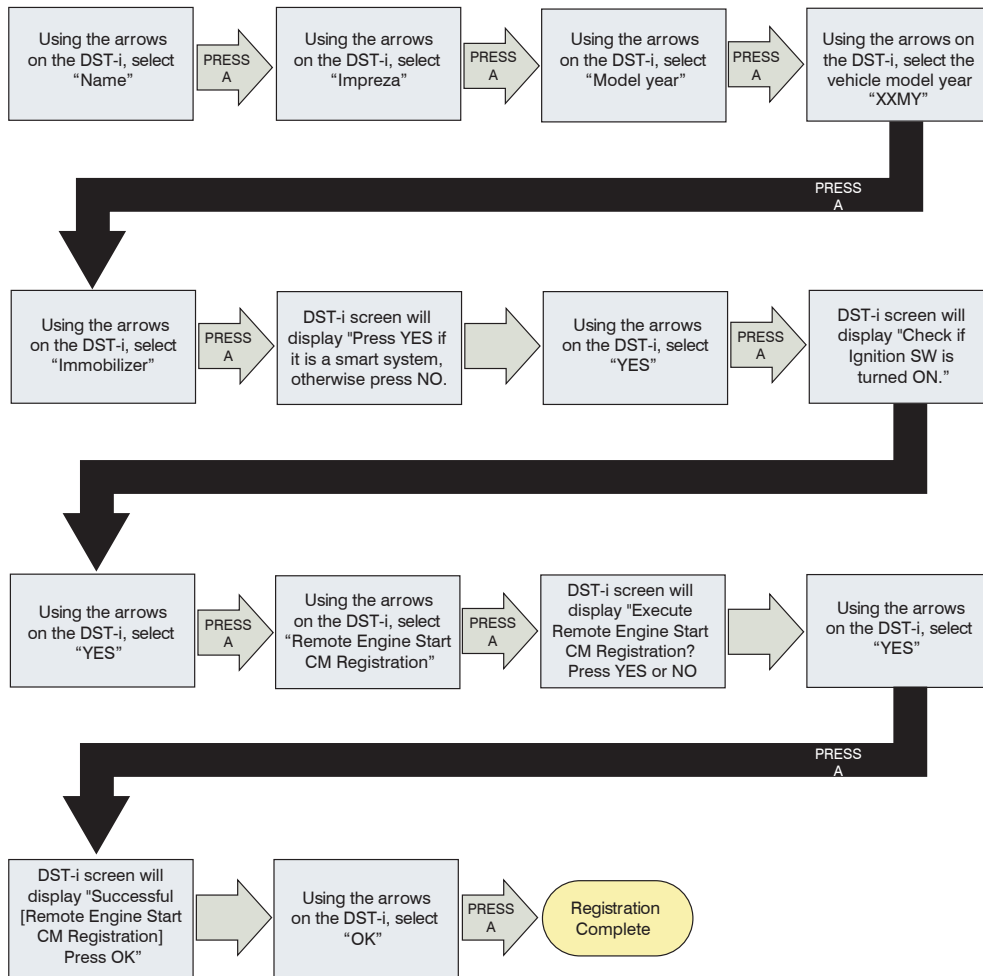 Using the arrows
on the DST-i, select
“Name”
PRESS
A
Using the arrows
on the DST-i, select
“Impreza”
PRESS
A
Using the arrows
on the DST-i, select
“Model year”
PRESS
A
Using the arrows on
the DST-i, select the
vehicle model year
“XXMY”
PRESS
A
Using the arrows
on the DST-i, select
“Immobilizer”
PRESS
A
DST-i screen will
display "Press YES if
it is a smart system,
otherwise press NO.
Using the arrows
on the DST-i, select
“YES”
PRESS
A
DST-i screen will
display "Check if
Ignition SW is
turned ON.”
Using the arrows
on the DST-i, select
“YES”
PRESS
A
Using the arrows
on the DST-i, select
“Remote Engine Start
CM Registration”
PRESS
A
DST-i screen will
display "Execute
Remote Engine Start
CM Registration?
Press YES or NO
Using the arrows
on the DST-i, select
“YES”
PRESS
A
DST-i screen will
display "Successful
[Remote Engine Start
CM Registration]
Press OK”
Using the arrows
on the DST-i, select
“OK”
PRESS
A
Registration
Complete